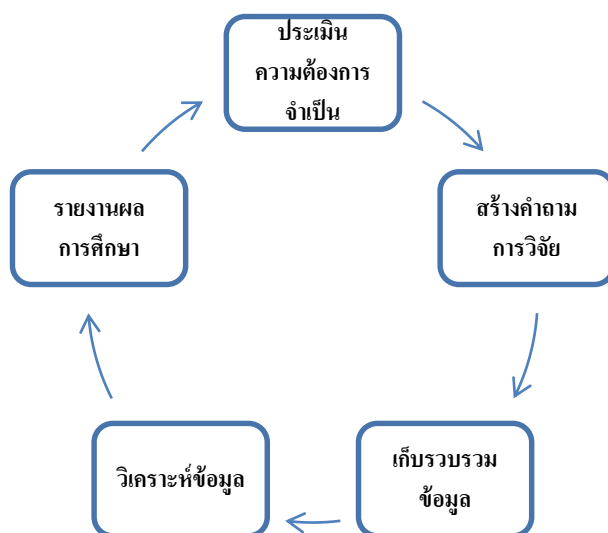 ประเมิน
ความต้องการ
จำเป็น
สร้างคำถาม
การวิจัย
เก็บรวบรวม
ข้อมูล
วิเคราะห์ข้อมูล
รายงานผล
การศึกษา